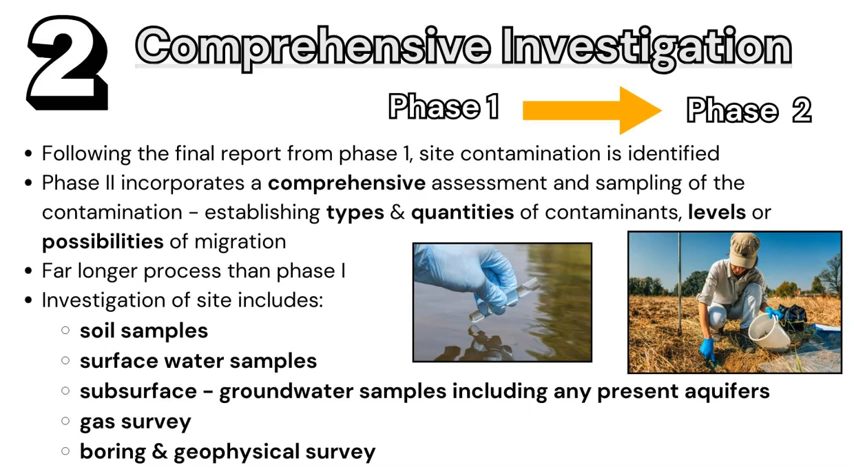 2 Comprehensive Investigation
Phase 1 Phase 2
• Following the final report from phase 1, site contamination is identified
• Phase II incorporates a comprehensive assessment and sampling of the
contamination - establishing types & quantities of contaminants, levels or
possibilities of migration
• Far longer process than phase I
• Investigation of site includes:
○ soil samples
○ surface water samples
○ subsurface - groundwater samples including any present aquifers
○ gas survey
○ boring & geophysical survey